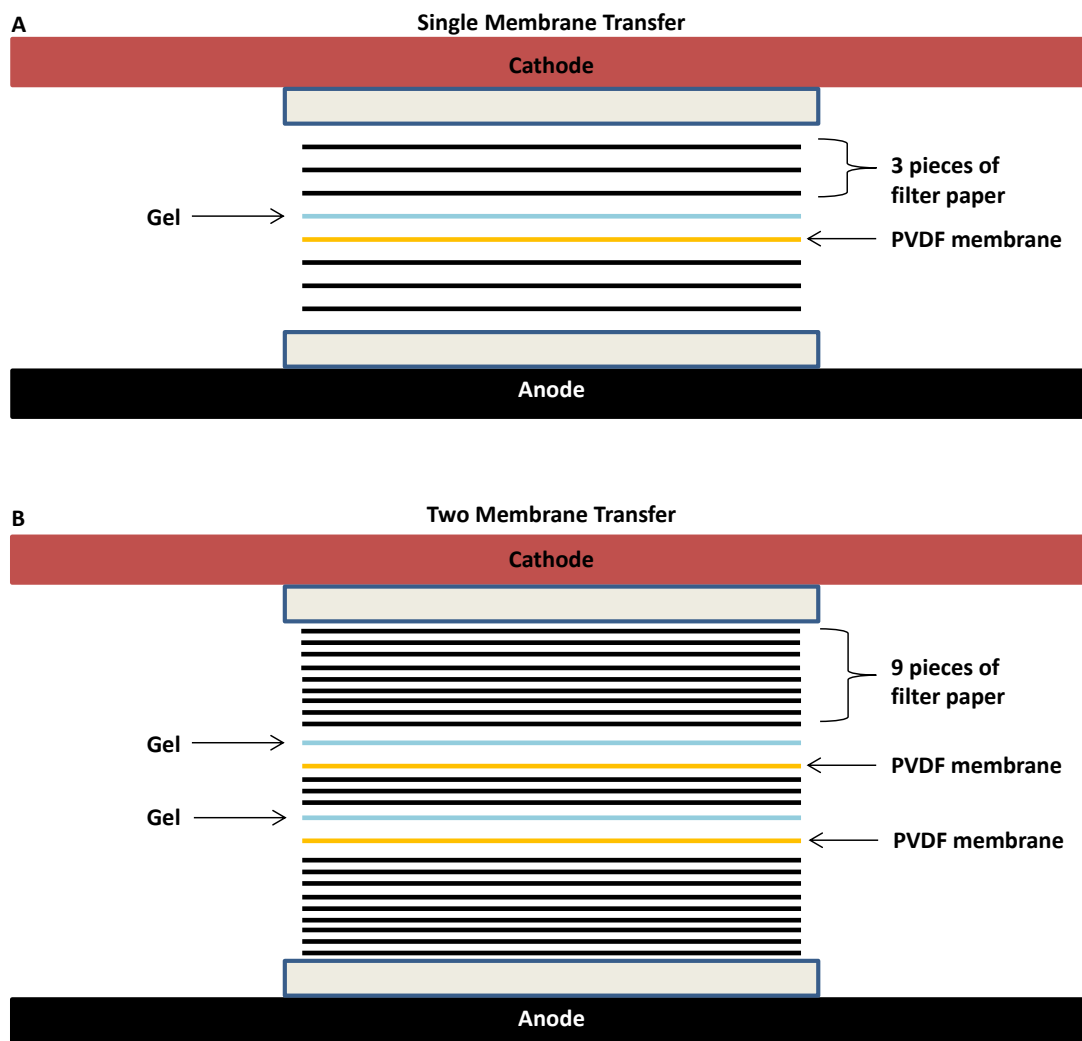 A
Single Membrane Transfer
Cathode
3 pieces of
filter paper
Gel
PVDF membrane
Anode
B
Two Membrane Transfer
Cathode
9 pieces of
filter paper
Gel
PVDF membrane
Gel
PVDF membrane
Anode